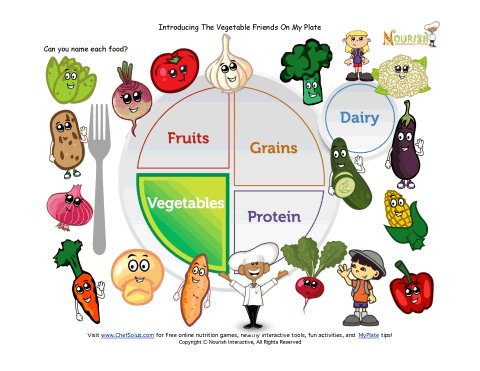 Introducing The Vegetable Friends On My Plate
Nourish
INTERACTIVE
Can you name each food?
Dairy
Fruits
Grains
Vegetables
Protein
Visit www.ChefSolus.com for Free online nutrition games, healthy interactive tools, fun activities, and MyPlate tips!
Copyright © Nourish Interactive, All Rights Reserved